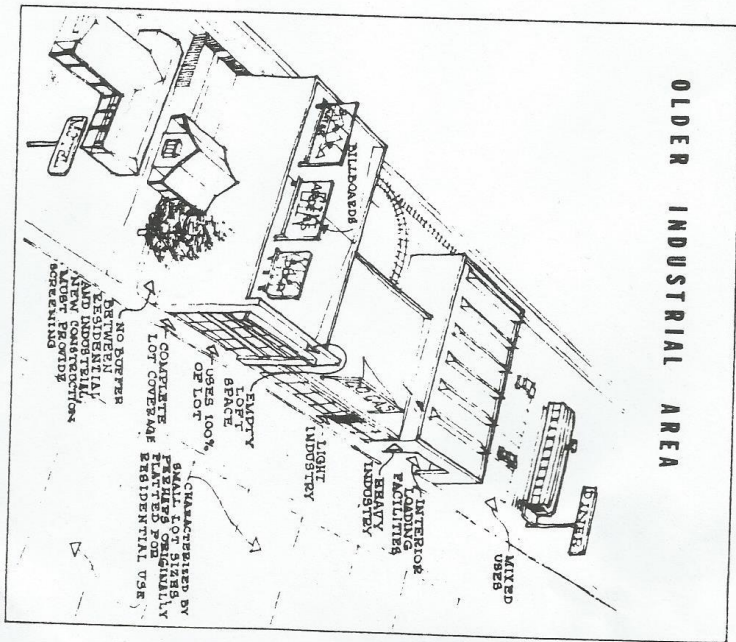 OLDER INDUSTRIAL AREA
DINER
MIXED
USES
INTERIOR
LOADING
FACILITIES
HEAVY
INDUSTRY
LIGHT
INDUSTRY
EMPTY
LOFT
SPACE
USES 100%
OF LOT
COMPLETE
LOT COVERAGE
NO BUFFER
BETWEEN
RESIDENTIAL
AND INDUSTRIAL,
NEW CONSTRUCTION
MUST PROVIDE
SCREENING
CHARACTERIZED BY
SMALL LOT SIZES,
PERHAPS ORIGINALLY
PLATTED FOR
RESIDENTIAL USE
BILLBOARDS
MOTEL